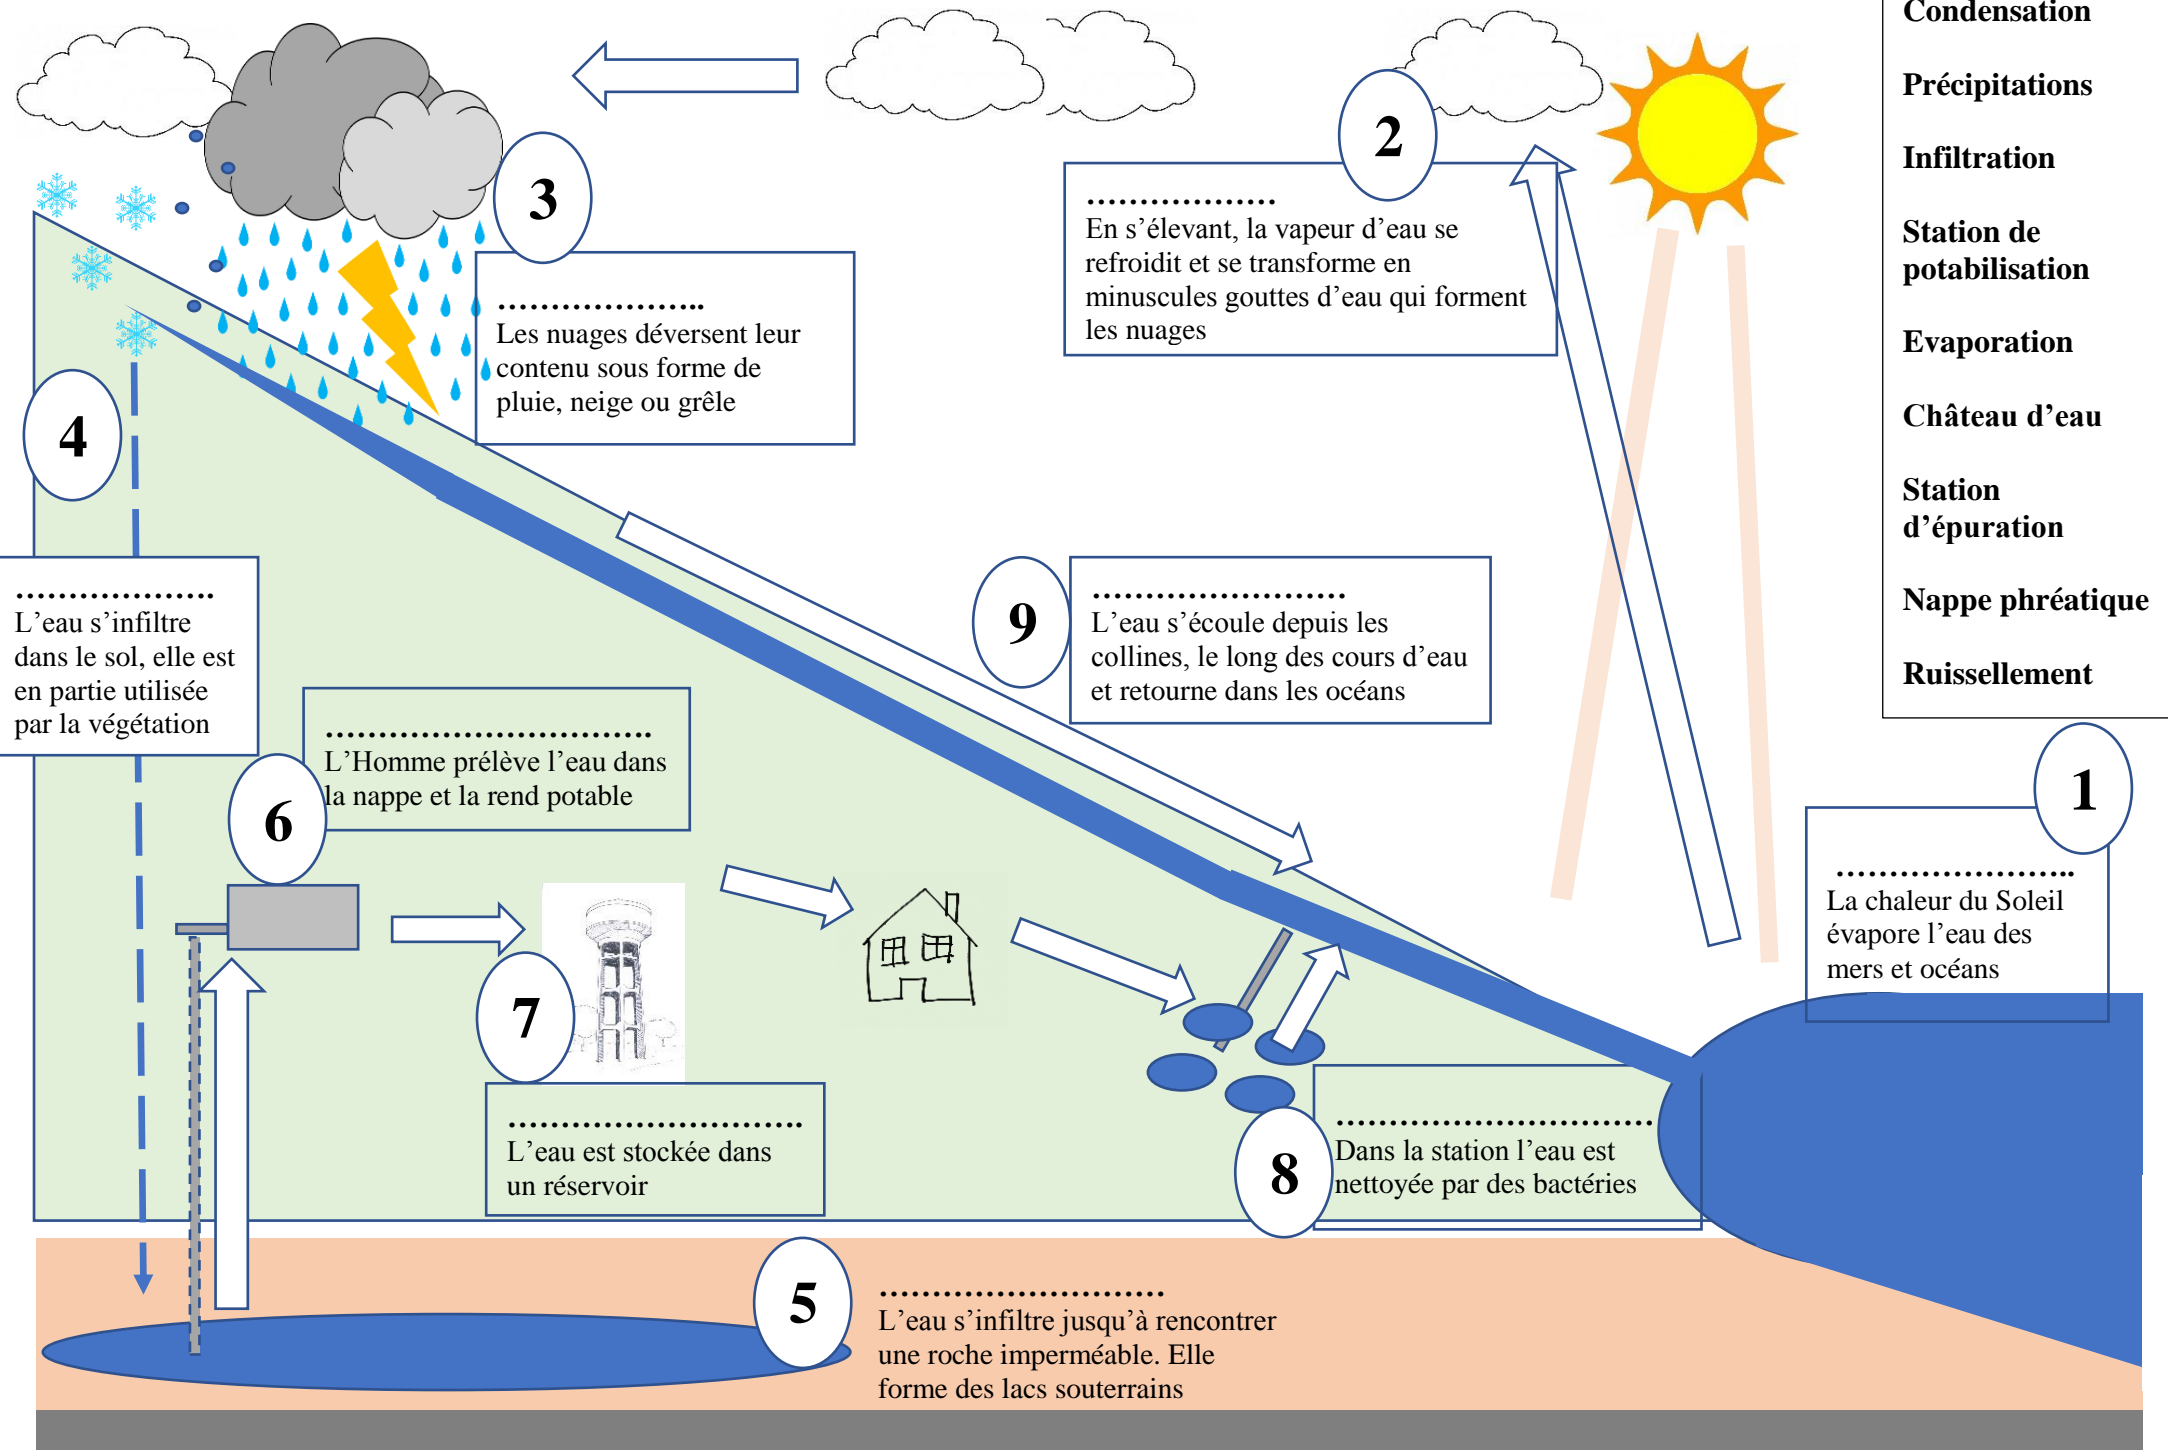 Condensation
Précipitations
Infiltration
Station de
potabilisation
Evaporation
Château d'eau
Station
d'épuration
Nappe phréatique
Ruissellement
2
………………
En s'élevant, la vapeur d'eau se
refroidit et se transforme en
minuscules gouttes d'eau qui forment
les nuages
3
………………..
Les nuages déversent leur
contenu sous forme de
pluie, neige ou grêle
4
……………….
L'eau s'infiltre
dans le sol, elle est
en partie utilisée
par la végétation
9
……………………
L'eau s'écoule depuis les
collines, le long des cours d'eau
et retourne dans les océans
6
………………………….
L'Homme prélève l'eau dans
la nappe et la rend potable
1
…………………..
La chaleur du Soleil
évapore l'eau des
mers et océans
7
……………………….
L'eau est stockée dans
un réservoir
8
…………………………
Dans la station l'eau est
nettoyée par des bactéries
5
………………………
L'eau s'infiltre jusqu'à rencontrer
une roche imperméable. Elle
forme des lacs souterrains